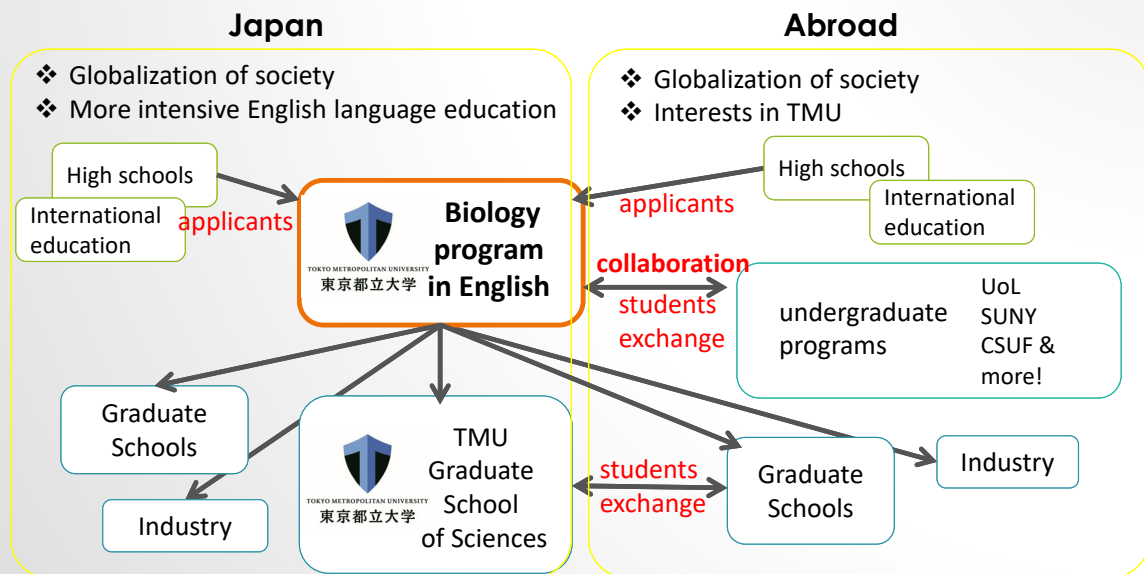 Japan
Abroad
❖ Globalization of society
❖ More intensive English language education
❖ Globalization of society
❖ Interests in TMU
High schools
International
education
applicants
TOKYO METROPOLITAN UNIVERSITY
東京都立大学
Biology
program
in English
applicants
High schools
International
education
collaboration
students
exchange
undergraduate
programs
UoL
SUNY
CSUF &
more!
Graduate
Schools
Industry
TOKYO METROPOLITAN UNIVERSITY
東京都立大学
TMU
Graduate
School
of Sciences
students
exchange
Graduate
Schools
Industry